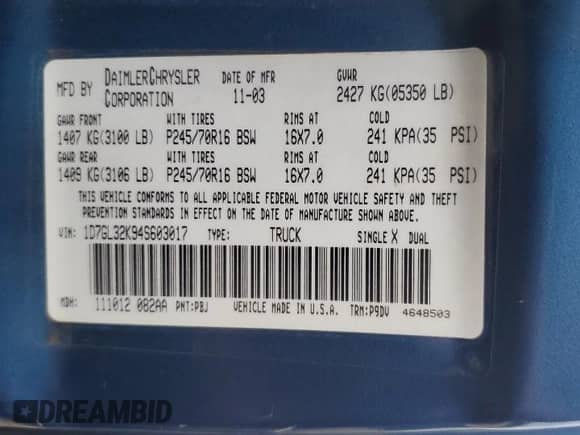 MFD BY DAIMLERCHRYSLER CORPORATION DATE OF MFR 11-03 GVWR 2427 KG(05350 LB)
GAWR FRONT WITH TIRES RIMS AT COLD
1407 KG(3100 LB) P245/70R16 BSW 16X7.0 241 KPA(35 PSI)
GAWR REAR WITH TIRES RIMS AT COLD
1409 KG(3106 LB) P245/70R16 BSW 16X7.0 241 KPA(35 PSI)
THIS VEHICLE CONFORMS TO ALL APPLICABLE FEDERAL MOTOR VEHICLE SAFETY AND THEFT
PREVENTION STANDARDS IN EFFECT ON THE DATE OF MANUFACTURE SHOWN ABOVE.
VIN: 1D7GL32K94S603017 TYPE: TRUCK SINGLE X DUAL
MDH: 111012 082AA PNT:PBJ VEHICLE MADE IN U.S.A. TRM:P9DV 4648503
DREAMBID